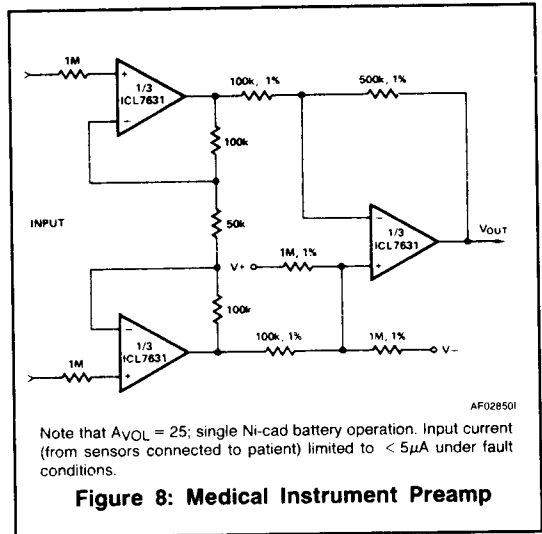 1M
+
1/3
ICL7631
−
100k, 1%
500k, 1%
100k
INPUT
50k
−
1/3
ICL7631
+
VOUT
V+
1M, 1%
100k
−
1/3
ICL7631
+
100k, 1%
1M, 1%
V−
1M
AF02850I
Note that AVOL = 25; single Ni-cad battery operation. Input current
(from sensors connected to patient) limited to < 5µA under fault
conditions.
Figure 8: Medical Instrument Preamp